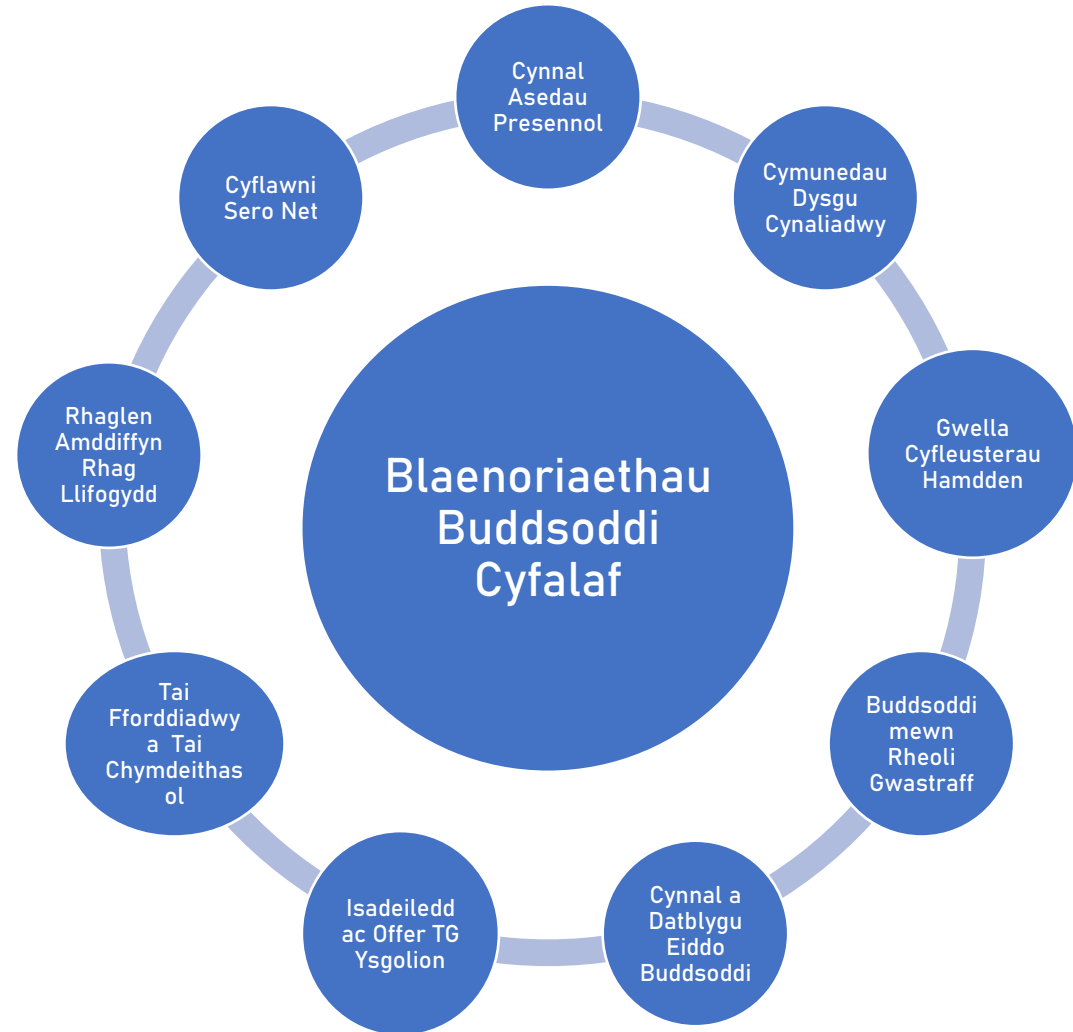 Cynnal
Asedau
Presennol
Cymunedau
Dysgu
Cynaliadwy
Gwella
Cyfleusterau
Hamdden
Buddsoddi
mewn
Rheoli
Gwastraff
Cynnal a
Datblygu
Eiddo
Buddsoddi
Isadeiledd
ac Offer TG
Ysgolion
Tai
Fforddiadwy
a  Tai
Chymdeithas
ol
Rhaglen
Amddiffyn
Rhag
Llifogydd
Cyflawni
Sero Net
Blaenoriaethau
Buddsoddi
Cyfalaf